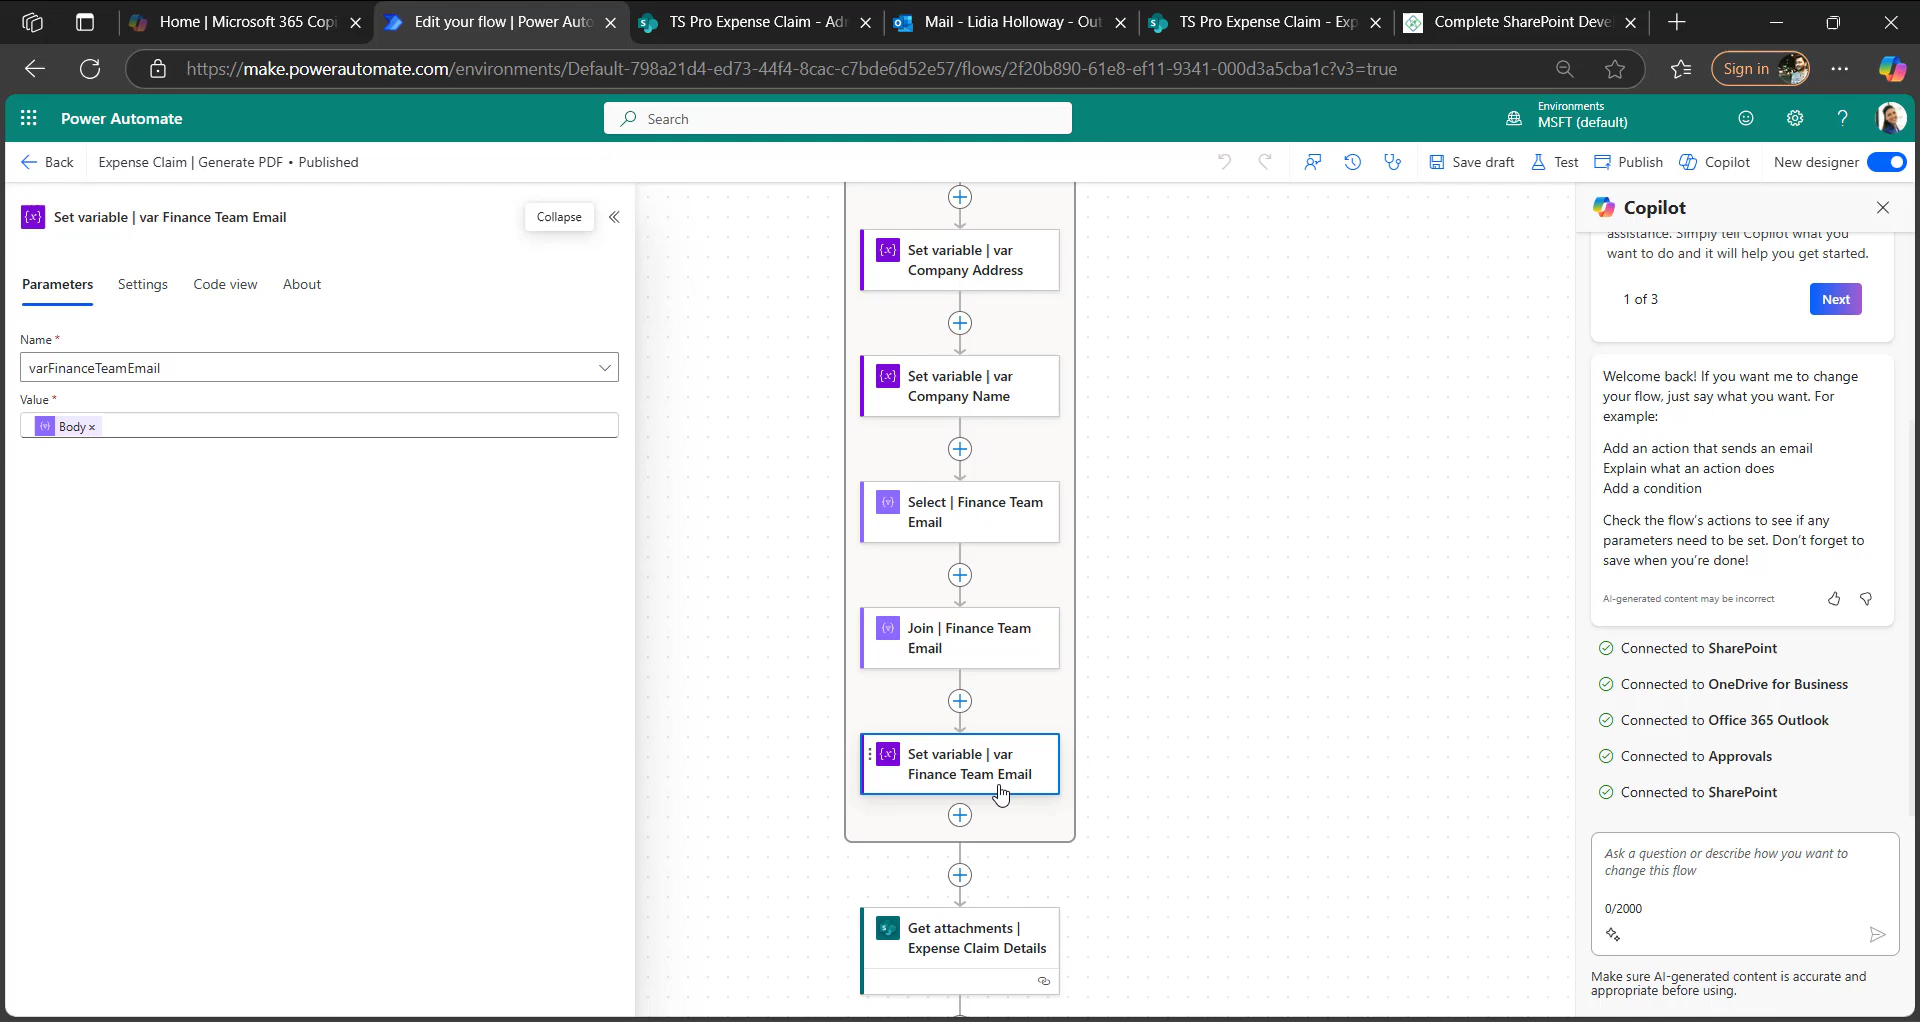 Home | Microsoft 365 Copi
Edit your flow | Power Auto
TS Pro Expense Claim - Adr
Mail - Lidia Holloway - Out
TS Pro Expense Claim - Exp
Complete SharePoint Deve
https://make.powerautomate.com/environments/Default-798a21d4-ed73-44f4-8cac-c7bde6d52e57/flows/2f20b890-61e8-ef11-9341-000d3a5cba1c?v3=true
Sign in
Power Automate
Search
Environments
MSFT (default)
Back
Expense Claim | Generate PDF • Published
Save draft
Test
Publish
Copilot
New designer
Set variable | var Finance Team Email
Collapse
Parameters
Settings
Code view
About
Name *
varFinanceTeamEmail
Value *
Body ×
Set variable | var
Company Address
Set variable | var
Company Name
Select | Finance Team
Email
Join | Finance Team
Email
Set variable | var
Finance Team Email
Get attachments |
Expense Claim Details
Copilot
assistance. Simply tell Copilot what you
want to do and it will help you get started.
1 of 3
Next
Welcome back! If you want me to change
your flow, just say what you want. For
example:
Add an action that sends an email
Explain what an action does
Add a condition
Check the flow's actions to see if any
parameters need to be set. Don't forget to
save when you're done!
AI-generated content may be incorrect
Connected to SharePoint
Connected to OneDrive for Business
Connected to Office 365 Outlook
Connected to Approvals
Connected to SharePoint
Ask a question or describe how you want to
change this flow
0/2000
Make sure AI-generated content is accurate and
appropriate before using.